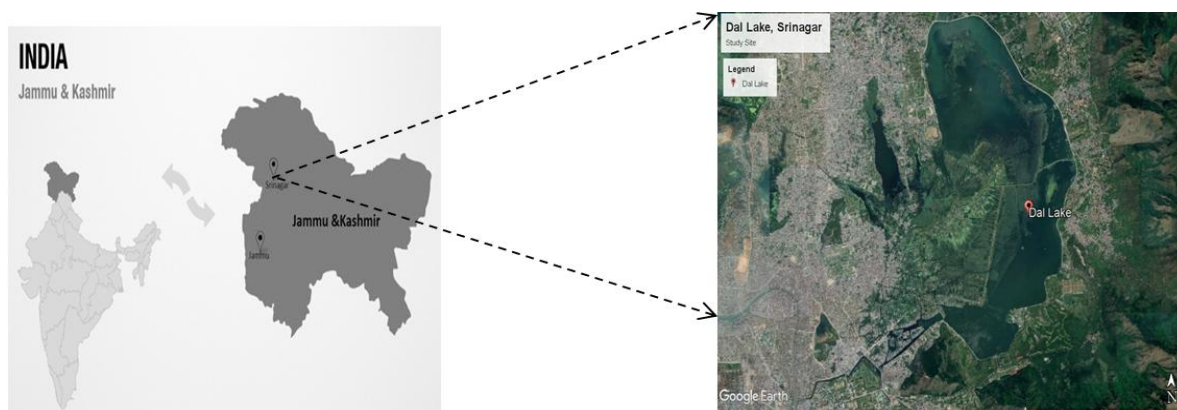 INDIA
Jammu & Kashmir
Srinagar
Jammu &Kashmir
Jammu
Dal Lake, Srinagar
Study Site
Legend
Dal Lake
Dal Lake
Google Earth
N